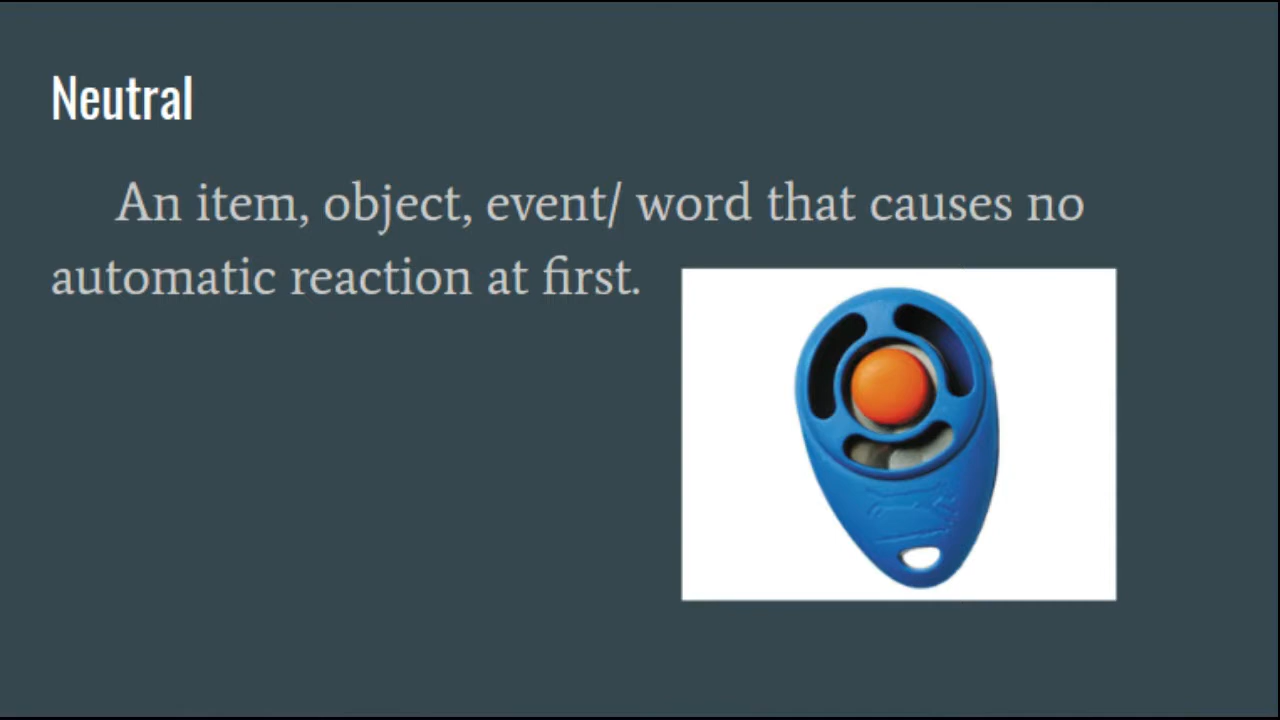 Neutral
An item, object, event/ word that causes no
automatic reaction at first.